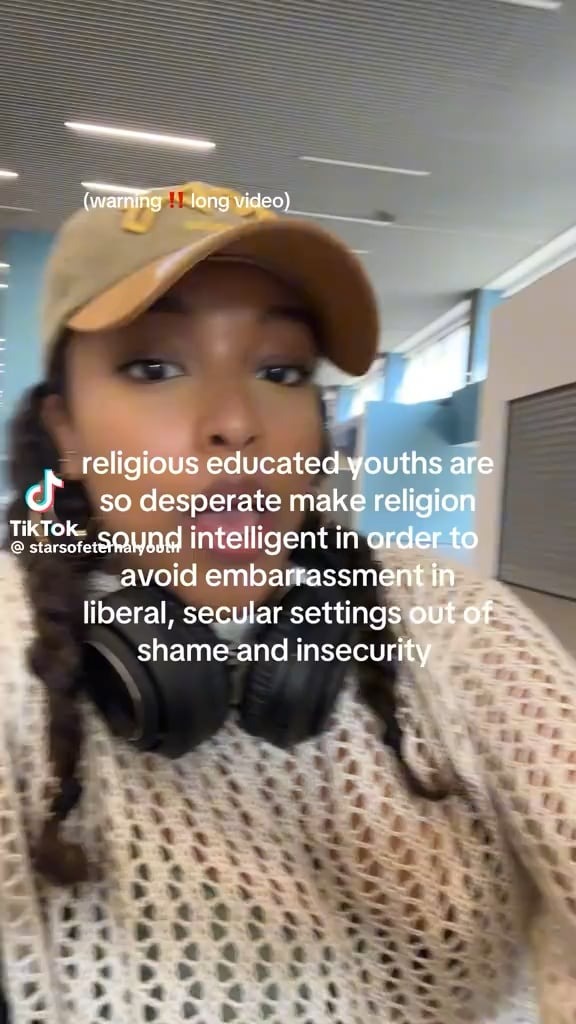 (warning ‼️ long video)
religious educated youths are
so desperate make religion
sound intelligent in order to
avoid embarrassment in
liberal, secular settings out of
shame and insecurity
TikTok
@ starsofeternalyouth